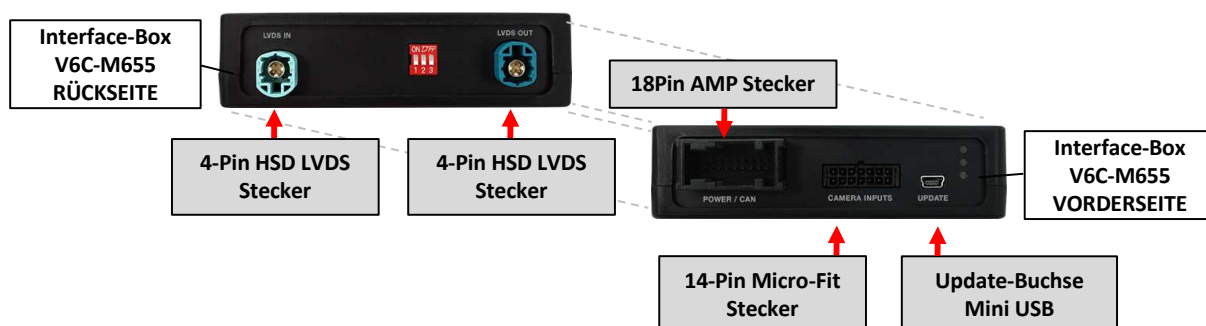 Interface-Box
V6C-M655
RÜCKSEITE
LVDS IN
ON
OFF
1 2 3
LVDS OUT
18Pin AMP Stecker
4-Pin HSD LVDS
Stecker
4-Pin HSD LVDS
Stecker
POWER / CAN
CAMERA INPUTS
UPDATE
Interface-Box
V6C-M655
VORDERSEITE
14-Pin Micro-Fit
Stecker
Update-Buchse
Mini USB